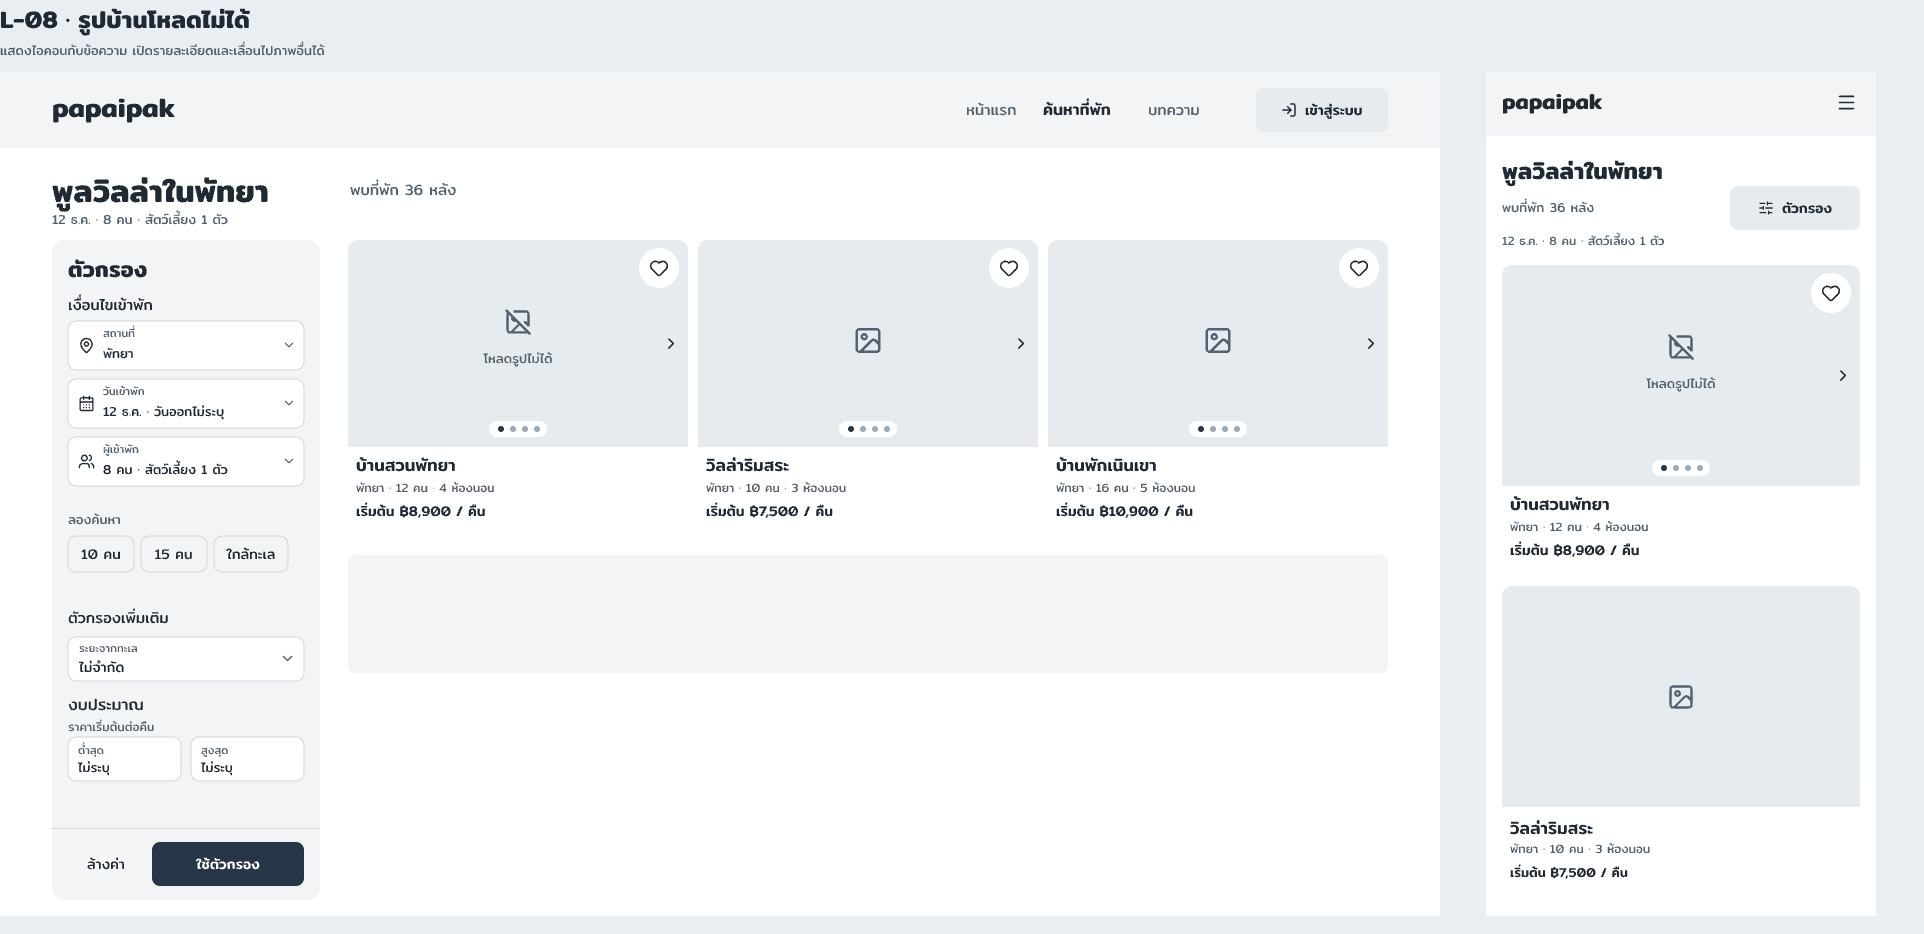 L-08 · รูปบ้านโหลดไม่ได้
แสดงไอคอนกับข้อความ เปิดรายละเอียดและเลื่อนไปภาพอื่นได้
papaipak
หน้าแรก
ค้นหาที่พัก
บทความ
เข้าสู่ระบบ
พูลวิลล่าในพัทยา
12 ธ.ค. · 8 คน · สัตว์เลี้ยง 1 ตัว
พบที่พัก 36 หลัง
ตัวกรอง
เงื่อนไขเข้าพัก
สถานที่
พัทยา
วันเข้าพัก
12 ธ.ค. · วันออกไม่ระบุ
ผู้เข้าพัก
8 คน · สัตว์เลี้ยง 1 ตัว
ลองค้นหา
10 คน
15 คน
ใกล้ทะเล
ตัวกรองเพิ่มเติม
ระยะจากทะเล
ไม่จำกัด
งบประมาณ
ราคาเริ่มต้นต่อคืน
ต่ำสุด
ไม่ระบุ
สูงสุด
ไม่ระบุ
ล้างค่า
ใช้ตัวกรอง
โหลดรูปไม่ได้
บ้านสวนพัทยา
พัทยา · 12 คน · 4 ห้องนอน
เริ่มต้น ฿8,900 / คืน
วิลล่าริมสระ
พัทยา · 10 คน · 3 ห้องนอน
เริ่มต้น ฿7,500 / คืน
บ้านพักเนินเขา
พัทยา · 16 คน · 5 ห้องนอน
เริ่มต้น ฿10,900 / คืน
papaipak
พูลวิลล่าในพัทยา
พบที่พัก 36 หลัง
ตัวกรอง
12 ธ.ค. · 8 คน · สัตว์เลี้ยง 1 ตัว
โหลดรูปไม่ได้
บ้านสวนพัทยา
พัทยา · 12 คน · 4 ห้องนอน
เริ่มต้น ฿8,900 / คืน
วิลล่าริมสระ
พัทยา · 10 คน · 3 ห้องนอน
เริ่มต้น ฿7,500 / คืน